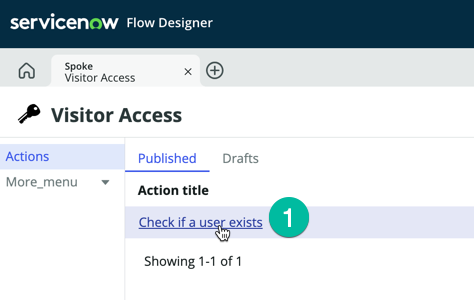 servicenow Flow Designer
Spoke
Visitor Access
Visitor Access
Actions
More_menu
Published Drafts
Action title
Check if a user exists 1
Showing 1-1 of 1